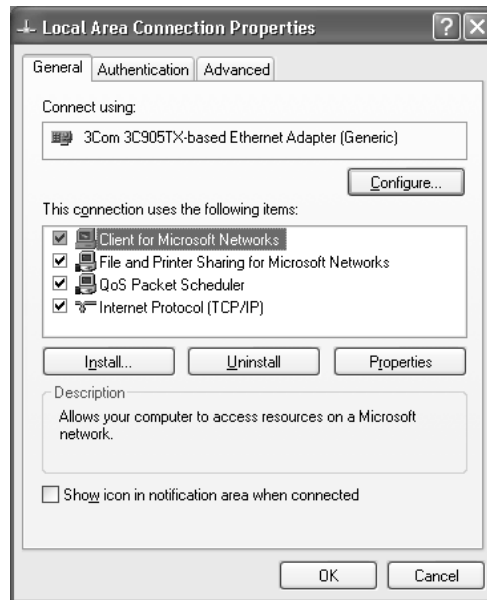 Local Area Connection Properties
General Authentication Advanced
Connect using:
3Com 3C905TX-based Ethernet Adapter (Generic)
Configure...
This connection uses the following items:
Client for Microsoft Networks
File and Printer Sharing for Microsoft Networks
QoS Packet Scheduler
Internet Protocol (TCP/IP)
Install... Uninstall Properties
Description
Allows your computer to access resources on a Microsoft
network.
Show icon in notification area when connected
OK Cancel